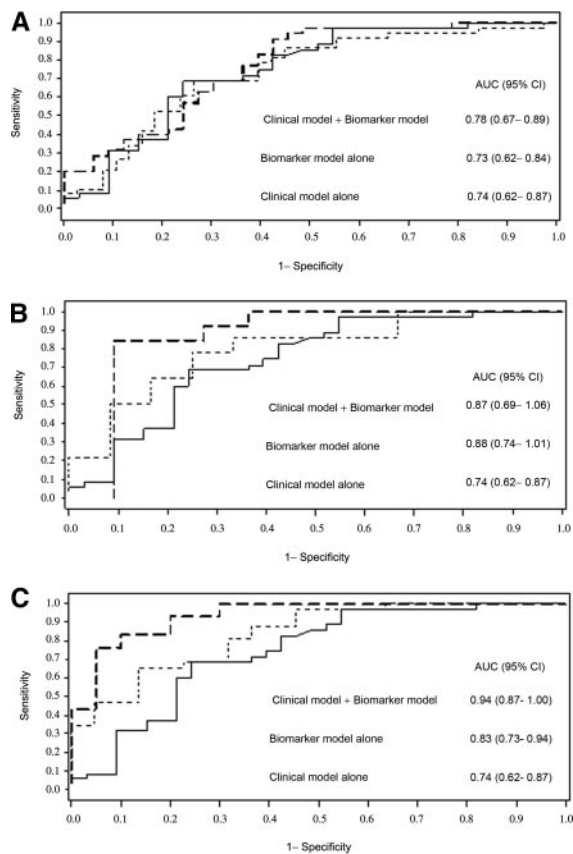 A
1.0
0.9
0.8
0.7
0.6
0.5
0.4
0.3
0.2
0.1
0.0
Sensitivity
AUC (95% CI)
Clinical model + Biomarker model 0.78 (0.67– 0.89)
Biomarker model alone 0.73 (0.62– 0.84)
Clinical model alone 0.74 (0.62– 0.87)
0.0 0.1 0.2 0.3 0.4 0.5 0.6 0.7 0.8 0.9 1.0
1– Specificity
B
1.0
0.9
0.8
0.7
0.6
0.5
0.4
0.3
0.2
0.1
0.0
Sensitivity
AUC (95% CI)
Clinical model + Biomarker model 0.87 (0.69– 1.06)
Biomarker model alone 0.88 (0.74– 1.01)
Clinical model alone 0.74 (0.62– 0.87)
0.0 0.1 0.2 0.3 0.4 0.5 0.6 0.7 0.8 0.9 1.0
1– Specificity
C
1.0
0.9
0.8
0.7
0.6
0.5
0.4
0.3
0.2
0.1
0.0
Sensitivity
AUC (95% CI)
Clinical model + Biomarker model 0.94 (0.87- 1.00)
Biomarker model alone 0.83 (0.73- 0.94)
Clinical model alone 0.74 (0.62- 0.87)
0.0 0.1 0.2 0.3 0.4 0.5 0.6 0.7 0.8 0.9 1.0
1– Specificity